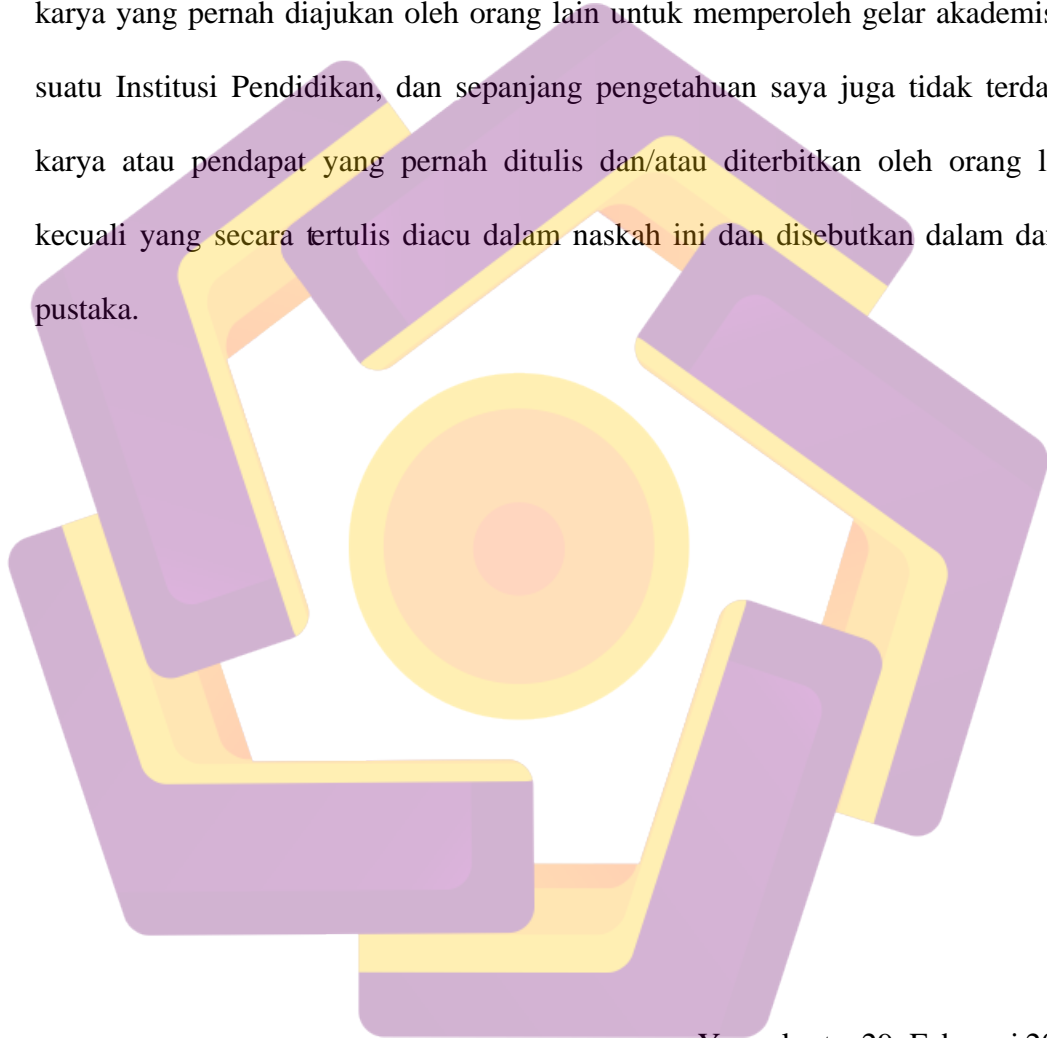 karya yang pernah diajukan oleh orang lain untuk memperoleh gelar akademis
suatu Institusi Pendidikan, dan sepanjang pengetahuan saya juga tidak
karya atau pendapat yang pernah ditulis dan/atau diterbitkan oleh orang
kecuali yang secara tertulis diacu dalam naskah ini dan disebutkan dalam
pustaka.